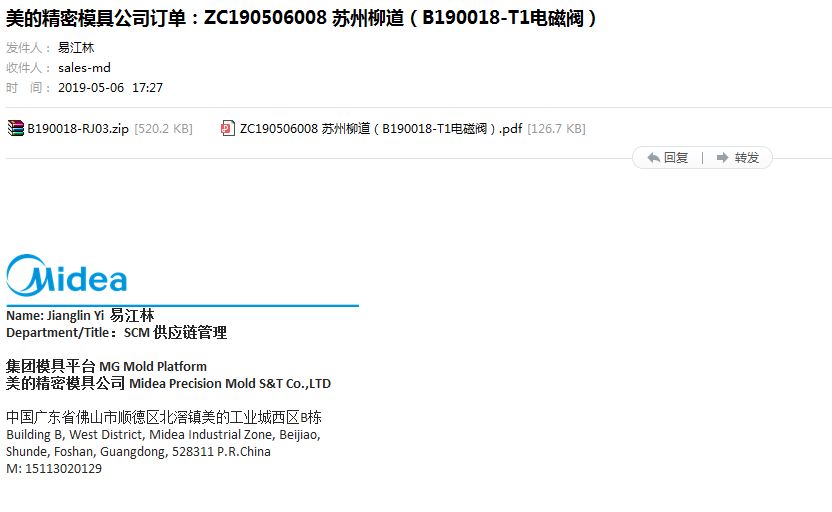 美的精密模具公司订单：ZC190506008 苏州柳道（B190018-T1电磁阀）
发件人： 易江林
收件人： sales-md
时 间： 2019-05-06 17:27
B190018-RJ03.zip [520.2 KB] ZC190506008 苏州柳道（B190018-T1电磁阀）.pdf [126.7 KB]
回复 | 转发
Midea
Name: Jianglin Yi 易江林
Department/Title：SCM 供应链管理
集团模具平台 MG Mold Platform
美的精密模具公司 Midea Precision Mold S&T Co.,LTD
中国广东省佛山市顺德区北滘镇美的工业城西区B栋
Building B, West District, Midea Industrial Zone, Beijiao,
Shunde, Foshan, Guangdong, 528311 P.R.China
M: 15113020129